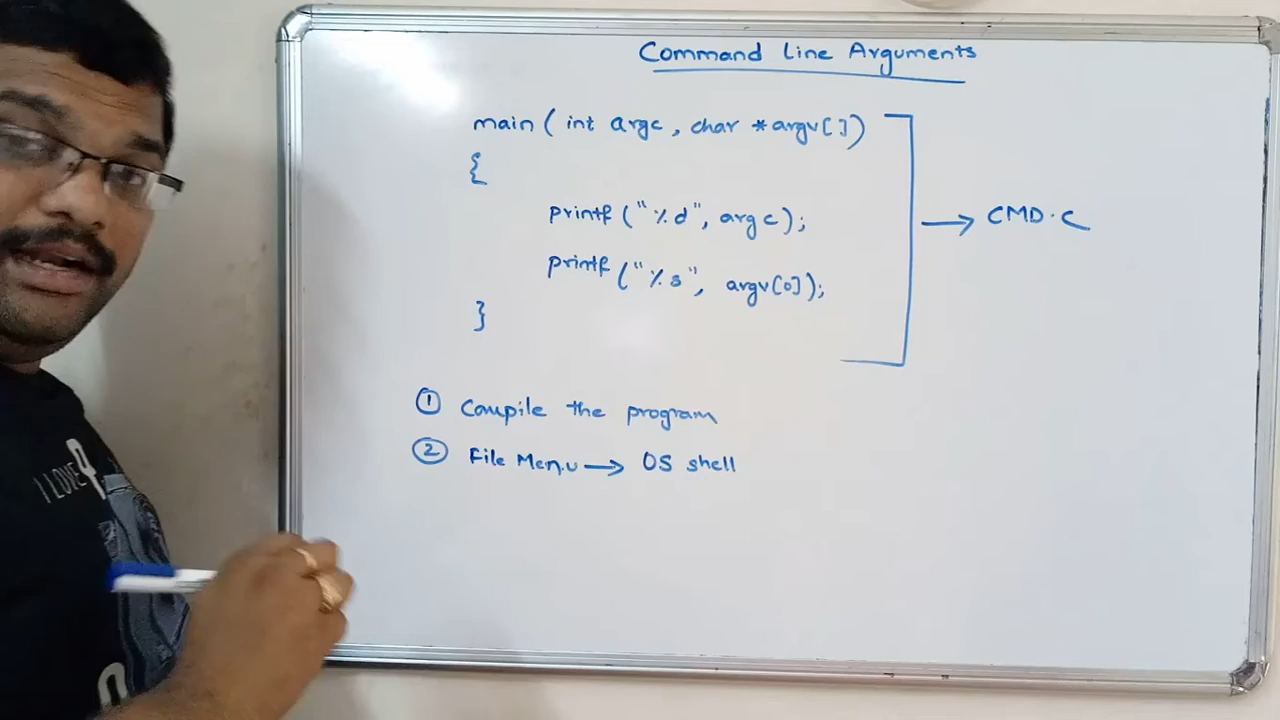 Command Line Arguments
main ( int argc, char *argv[])
{
printf ("%d", argc);
printf ("%s", argv[0]);
}
→ CMD.C
① Compile the program
② File Menu → OS shell
I LOVE